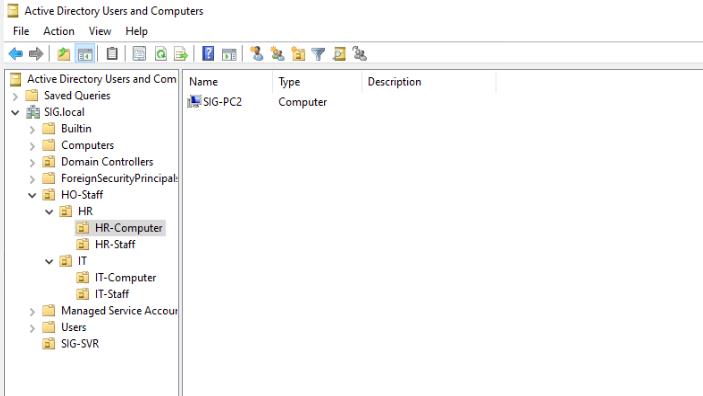 Active Directory Users and Computers
File Action View Help
Active Directory Users and Com
Name Type Description
Saved Queries
SIG-PC2 Computer
SIG.local
Builtin
Computers
Domain Controllers
ForeignSecurityPrincipals
HO-Staff
HR
HR-Computer
HR-Staff
IT
IT-Computer
IT-Staff
Managed Service Accour
Users
SIG-SVR